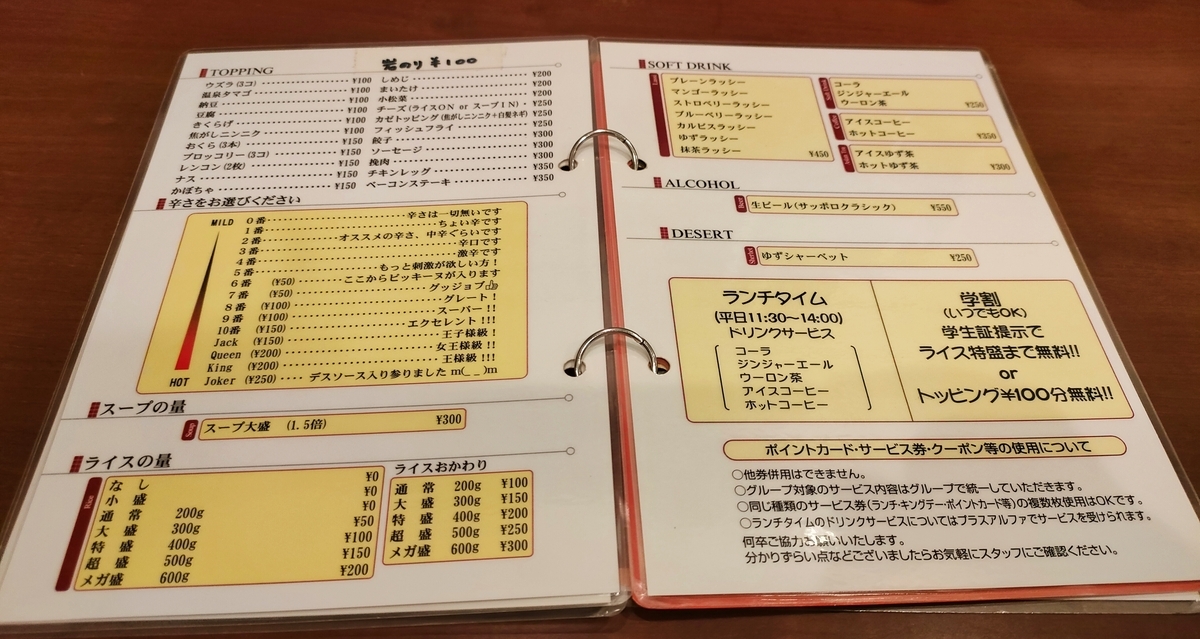 TOPPING
岩のり ¥100
ウズラ(3コ) ¥100
温泉タマゴ ¥100
納豆 ¥100
豆腐 ¥100
きくらげ ¥100
焦がしニンニク ¥100
おくら(3本) ¥150
ブロッコリー(3コ) ¥150
レンコン(2枚) ¥150
ナス ¥150
かぼちゃ ¥150
しめじ ¥200
まいたけ ¥200
小松菜 ¥200
チーズ(ライスON or スープIN) ¥250
カゼトッピング(焦がしニンニク+白髪ネギ) ¥250
フィッシュフライ ¥250
餃子 ¥300
ソーセージ ¥300
挽肉 ¥300
チキンレッグ ¥350
ベーコンステーキ ¥350
辛さをお選びください
MILD
0番 辛さは一切無いです
1番 ちょい辛です
2番 オススメの辛さ、中辛ぐらいです
3番 辛口です
4番 激辛です
5番 もっと刺激が欲しい方！
6番 (¥50) ここからピッキーヌが入ります
7番 (¥50) グッジョブ
8番 (¥100) グレート！
9番 (¥100) スーパー!!
10番 (¥150) エクセレント!!!
Jack (¥150) 王子様級！
Queen (¥200) 女王様級!!
King (¥200) 王様級!!!
HOT
Joker (¥250) デスソース入り参りました m(_ _)m
スープの量
Soup
スープ大盛 (1.5倍) ¥300
ライスの量
Rice
なし ¥0
小盛 ¥0
通常 200g ¥0
大盛 300g ¥50
特盛 400g ¥100
超盛 500g ¥150
メガ盛 600g ¥200
ライスおかわり
通常 200g ¥100
大盛 300g ¥150
特盛 400g ¥200
超盛 500g ¥250
メガ盛 600g ¥300
SOFT DRINK
プレーンラッシー
マンゴーラッシー
ストロベリーラッシー
ブルーベリーラッシー
カルピスラッシー
ゆずラッシー
抹茶ラッシー ¥450
コーラ
ジンジャーエール
ウーロン茶 ¥250
Coffee
アイスコーヒー
ホットコーヒー ¥350
アイスゆず茶
ホットゆず茶 ¥300
ALCOHOL
Beer
生ビール(サッポロクラシック) ¥550
DESERT
Sherbet
ゆずシャーベット ¥250
ランチタイム
(平日11:30~14:00)
ドリンクサービス
コーラ
ジンジャーエール
ウーロン茶
アイスコーヒー
ホットコーヒー
学割
(いつでもOK)
学生証提示で
ライス特盛まで無料!!
or
トッピング¥100分無料!!
ポイントカード・サービス券・クーポン等の使用について
○他券併用はできません。
○グループ対象のサービス内容はグループで統一していただきます。
○同じ種類のサービス券(ランチ・キングデー・ポイントカード等)の複数枚使用はOKです。
○ランチタイムのドリンクサービスについてはプラスアルファでサービスを受けられます。
何卒ご協力お願いいたします。
分かりずらい点などございましたらお気軽にスタッフにご確認ください。